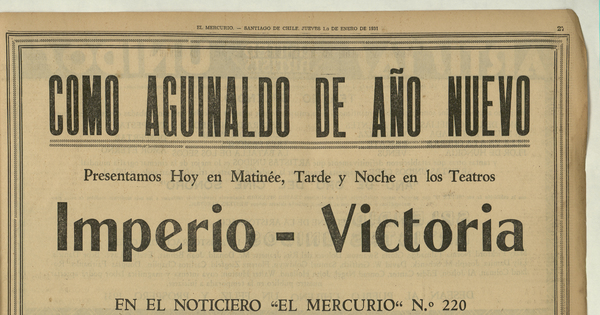 EL MERCURIO. — SANTIAGO DE CHILE. JUEVES 1.o DE ENERO DE
COMO AGUINALDO DE AÑO NUEVO
Presentamos Hoy en Matinée, Tarde y Noche en los Teatros
Imperio - Victoria
EN EL NOTICIERO “EL MERCURIO“ N.º 220